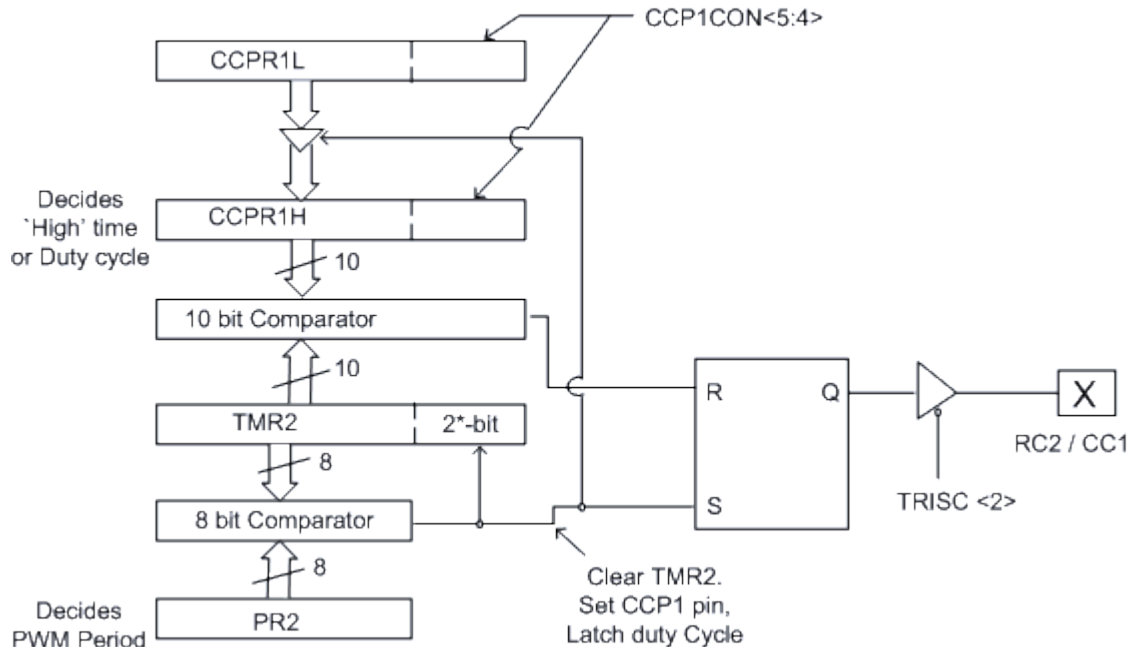 CCP1CON<5:4>
CCPR1L
Decides
`High' time
or Duty cycle
CCPR1H
10
10 bit Comparator
10
TMR2
2*-bit
8
8 bit Comparator
8
Decides
PWM Period
PR2
Clear TMR2.
Set CCP1 pin,
Latch duty Cycle
R
Q
S
TRISC <2>
X
RC2 / CC1